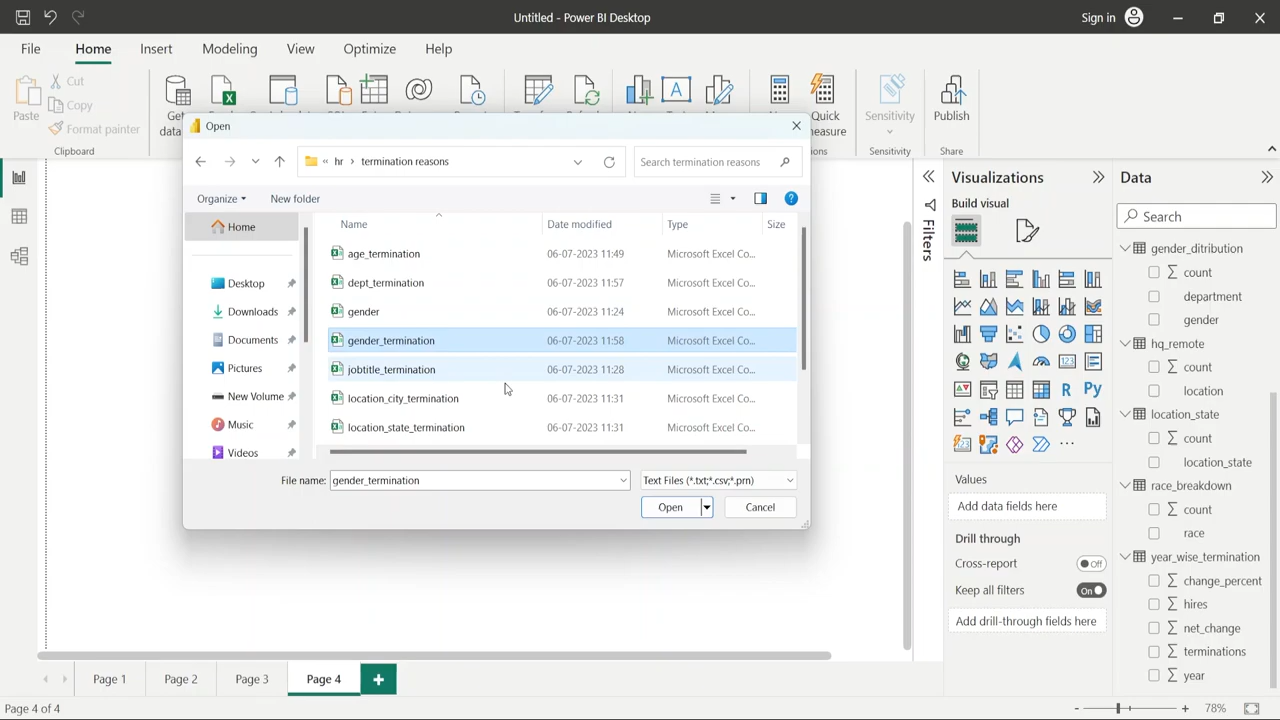 Untitled - Power BI Desktop
Sign in
File
Home
Insert
Modeling
View
Optimize
Help
Paste
Cut
Copy
Format painter
Clipboard
Get
data
Quick
measure
Sensitivity
Sensitivity
Publish
Share
Open
hr
termination reasons
Search termination reasons
Organize
New folder
Home
Desktop
Downloads
Documents
Pictures
New Volume
Music
Videos
Name
Date modified
Type
Size
age_termination
06-07-2023 11:49
Microsoft Excel Co...
dept_termination
06-07-2023 11:57
Microsoft Excel Co...
gender
06-07-2023 11:24
Microsoft Excel Co...
gender_termination
06-07-2023 11:58
Microsoft Excel Co...
jobtitle_termination
06-07-2023 11:28
Microsoft Excel Co...
location_city_termination
06-07-2023 11:31
Microsoft Excel Co...
location_state_termination
06-07-2023 11:31
Microsoft Excel Co...
File name:
gender_termination
Text Files (*.txt;*.csv;*.prn)
Open
Cancel
Filters
Visualizations
Build visual
R
Py
123
Values
Add data fields here
Drill through
Cross-report
Off
Keep all filters
On
Add drill-through fields here
Data
Search
gender_ditribution
count
department
gender
hq_remote
count
location
location_state
count
location_state
race_breakdown
count
race
year_wise_termination
change_percent
hires
net_change
terminations
year
Page 1
Page 2
Page 3
Page 4
Page 4 of 4
78%